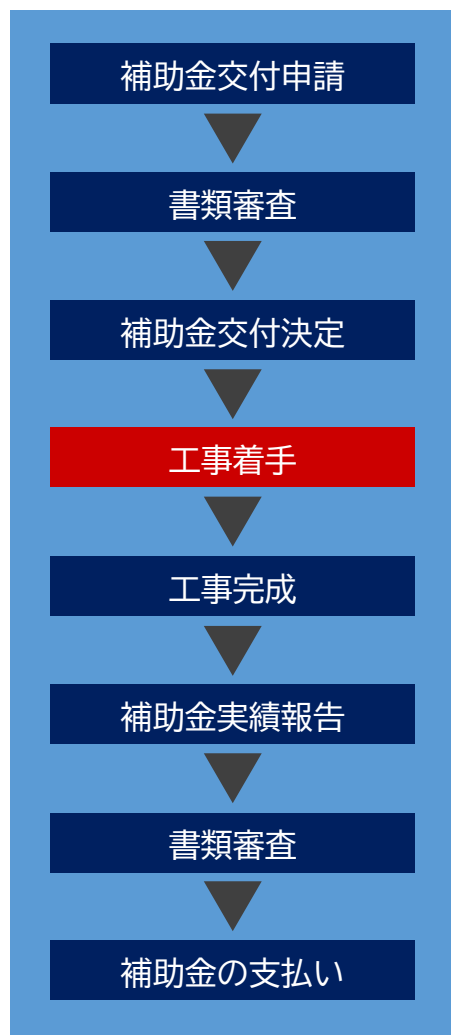 補助金交付申請
書類審査
補助金交付決定
工事着手
工事完成
補助金実績報告
書類審査
補助金の支払い